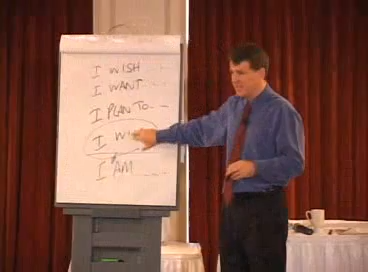 I WISH ---
I WANT ---
I PLAN TO ---
I
I AM ----